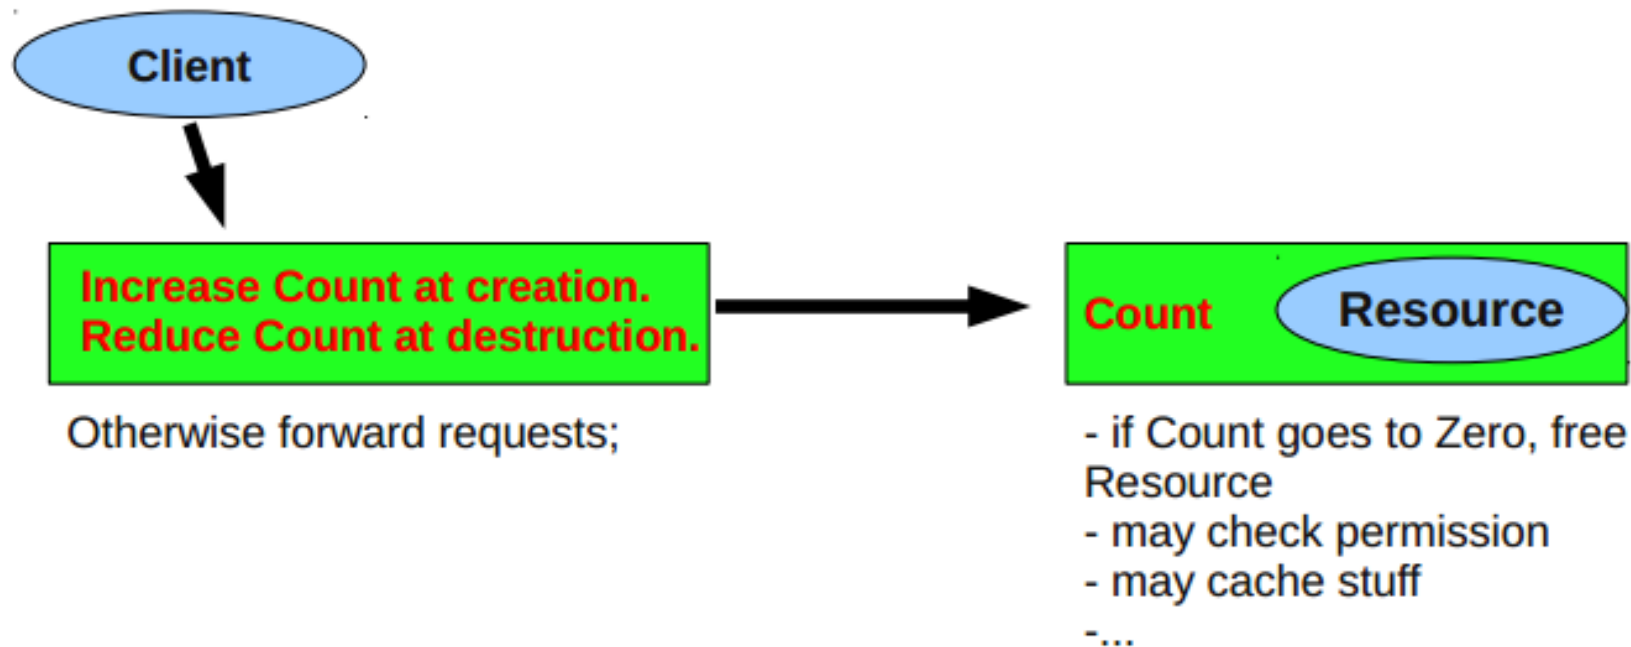 Client
Increase Count at creation.
Reduce Count at destruction.
Otherwise forward requests;
Count
Resource
- if Count goes to Zero, free
Resource
- may check permission
- may cache stuff
-...